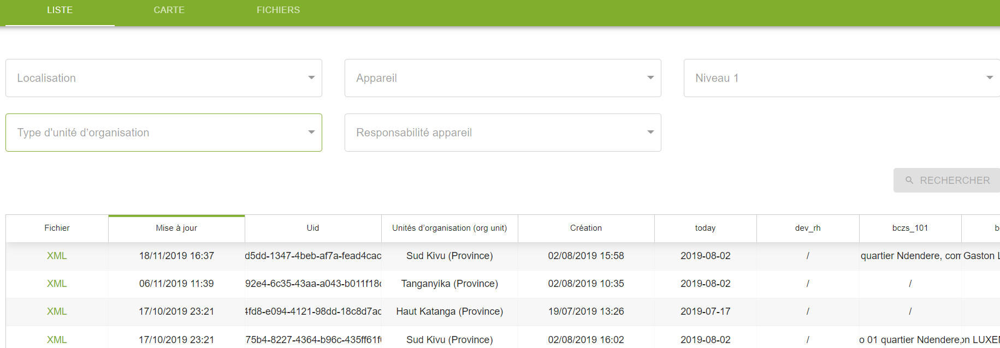 LISTE CARTE FICHIERS
Localisation Appareil Niveau 1
Type d'unité d’organisation Responsabilité appareil
RECHERCHER
Fichier Mise à jour Uid Unités d’organisation (org unit) Création today dev_rh bczs_101
XML 18/11/2019 16:37 d5dd-1347-4beb-af7a-fead4cac Sud Kivu (Province) 02/08/2019 15:58 2019-08-02 / quartier Ndendere, com Gaston L
XML 06/11/2019 11:39 92e4-6c35-43aa-a043-b011f18c Tanganyika (Province) 02/08/2019 10:35 2019-08-02 / /
XML 17/10/2019 23:21 4fd8-e094-4121-98dd-18c8d7ac Haut Katanga (Province) 19/07/2019 13:26 2019-07-17 / /
XML 17/10/2019 23:21 75b4-8227-4364-b96c-435ff61f Sud Kivu (Province) 02/08/2019 16:02 2019-08-02 / o 01 quartier Ndendere, on LUXE